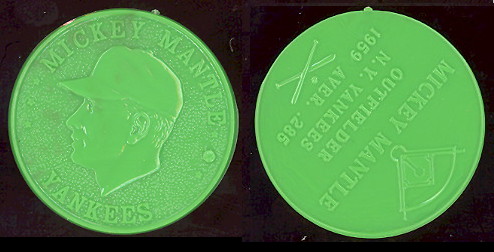 MICKEY MANTLE
YANKEES
MICKEY MANTLE
OUTFIELDER
N.Y. YANKEES
AVER. .285
1959